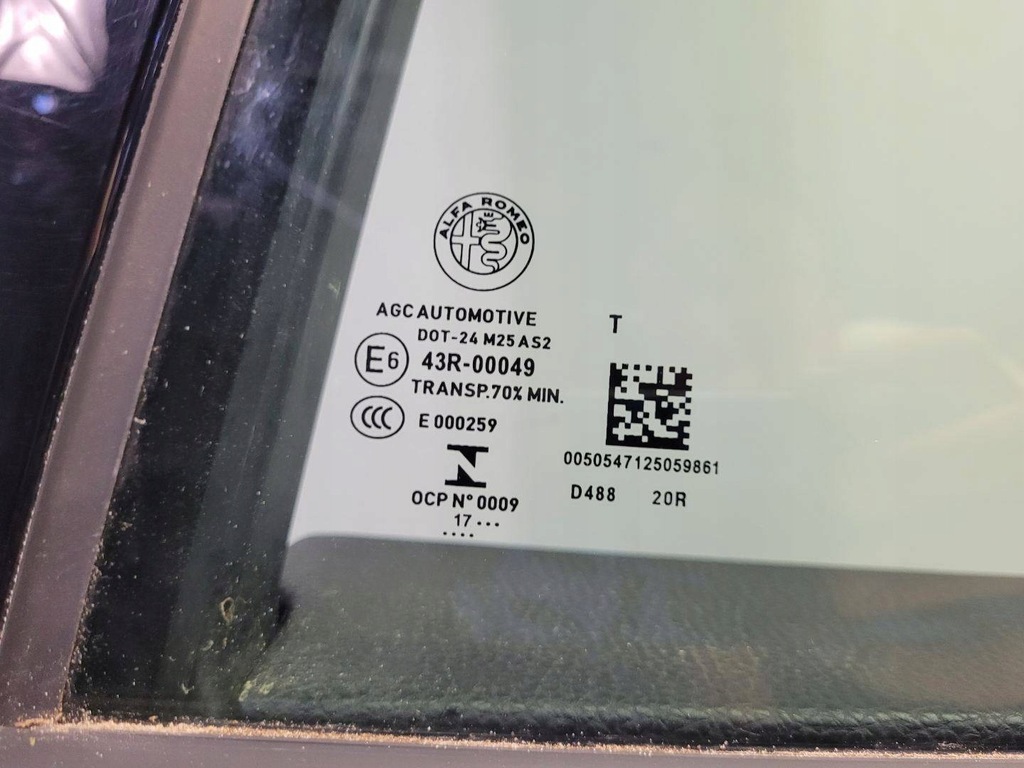 ALFA ROMEO
AGC AUTOMOTIVE
DOT-24 M25 AS2
E6 43R-00049
TRANSP.70% MIN.
CCC E 000259
N
OCP N° 0009
17 •••
••••
T
0050547125059861
D488 20R